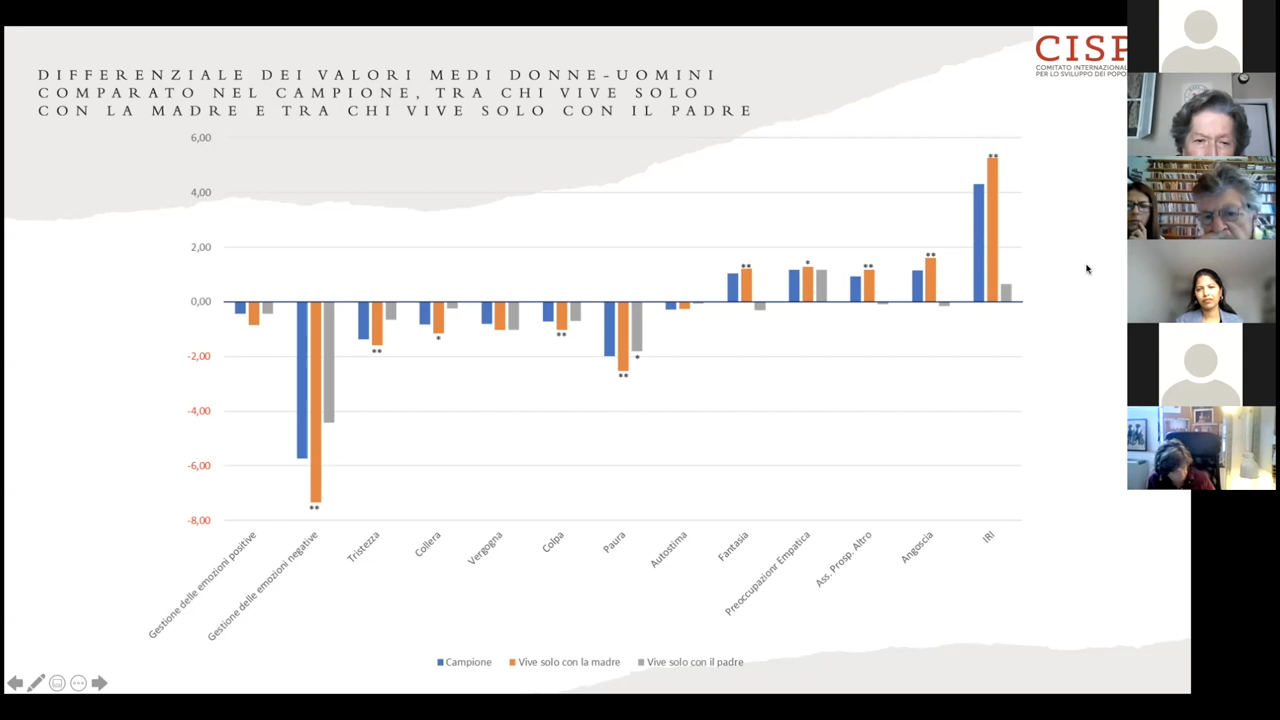 DIFFERENZIALE DEI VALORI MEDI DONNE-UOMINI
COMPARATO NEL CAMPIONE, TRA CHI VIVE SOLO
CON LA MADRE E TRA CHI VIVE SOLO CON IL PADRE
CISP
COMITATO INTERNAZIONAL
PER LO SVILUPPO DEI POPO
6,00
4,00
2,00
0,00
-2,00
-4,00
-6,00
-8,00
**
**
*
**
**
*
**
*
**
**
**
Gestione delle emozioni positive
Gestione delle emozioni negative
Tristezza
Collera
Vergogna
Colpa
Paura
Autostima
Fantasia
Preoccupazionr Empatica
Ass. Prosp. Altro
Angoscia
IRI
Campione
Vive solo con la madre
Vive solo con il padre